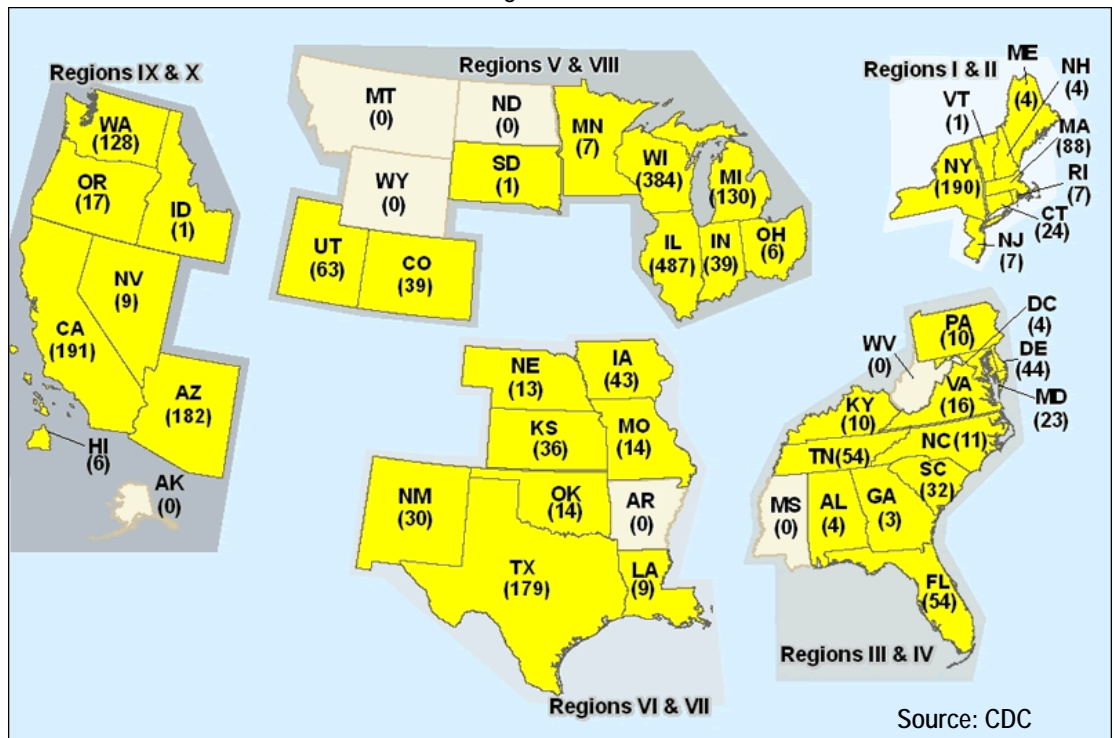 Regions IX & X
WA
(128)
OR
(17)
ID
(1)
NV
(9)
CA
(191)
AZ
(182)
HI
(6)
AK
(0)
Regions V & VIII
MT
(0)
ND
(0)
MN
(7)
SD
(1)
WY
(0)
WI
(384)
MI
(130)
UT
(63)
CO
(39)
IL
(487)
IN
(39)
OH
(6)
Regions I & II
ME
(4)
NH
(4)
VT
(1)
MA
(88)
NY
(190)
RI
(7)
CT
(24)
NJ
(7)
NE
(13)
IA
(43)
KS
(36)
MO
(14)
NM
(30)
OK
(14)
AR
(0)
TX
(179)
LA
(9)
Regions VI & VII
PA
(10)
DC
(4)
WV
(0)
DE
(44)
VA
(16)
MD
(23)
KY
(10)
TN(54)
NC(11)
SC
(32)
MS
(0)
AL
(4)
GA
(3)
FL
(54)
Regions III & IV
Source: CDC